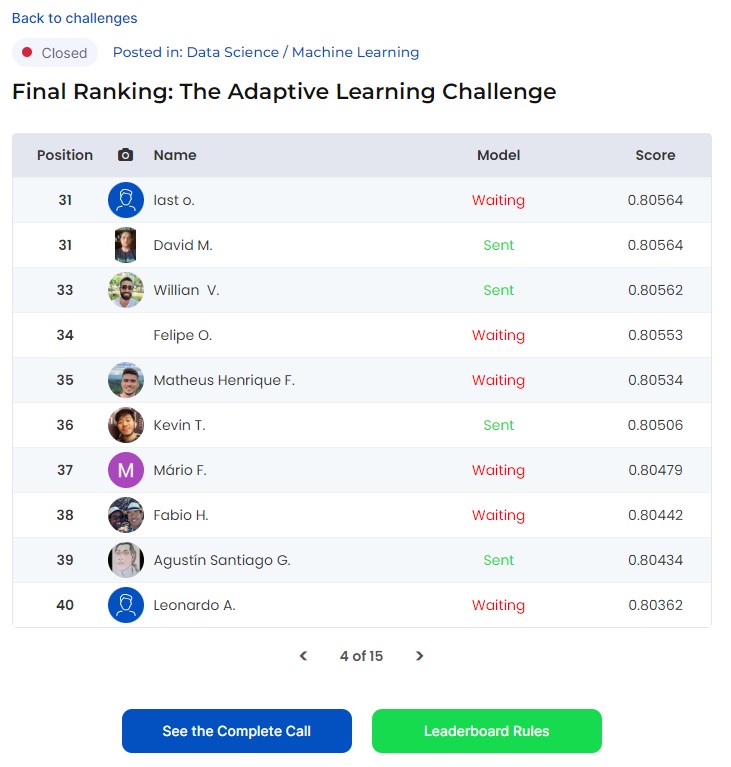 Back to challenges
Closed Posted in: Data Science / Machine Learning
Final Ranking: The Adaptive Learning Challenge
Position Name Model Score
31 last o. Waiting 0.80564
31 David M. Sent 0.80564
33 Willian  V. Sent 0.80562
34 Felipe O. Waiting 0.80553
35 Matheus Henrique F. Waiting 0.80534
36 Kevin T. Sent 0.80506
37 M Mário F. Waiting 0.80479
38 Fabio H. Waiting 0.80442
39 Agustín Santiago G. Sent 0.80434
40 Leonardo A. Waiting 0.80362
4 of 15
See the Complete Call Leaderboard Rules